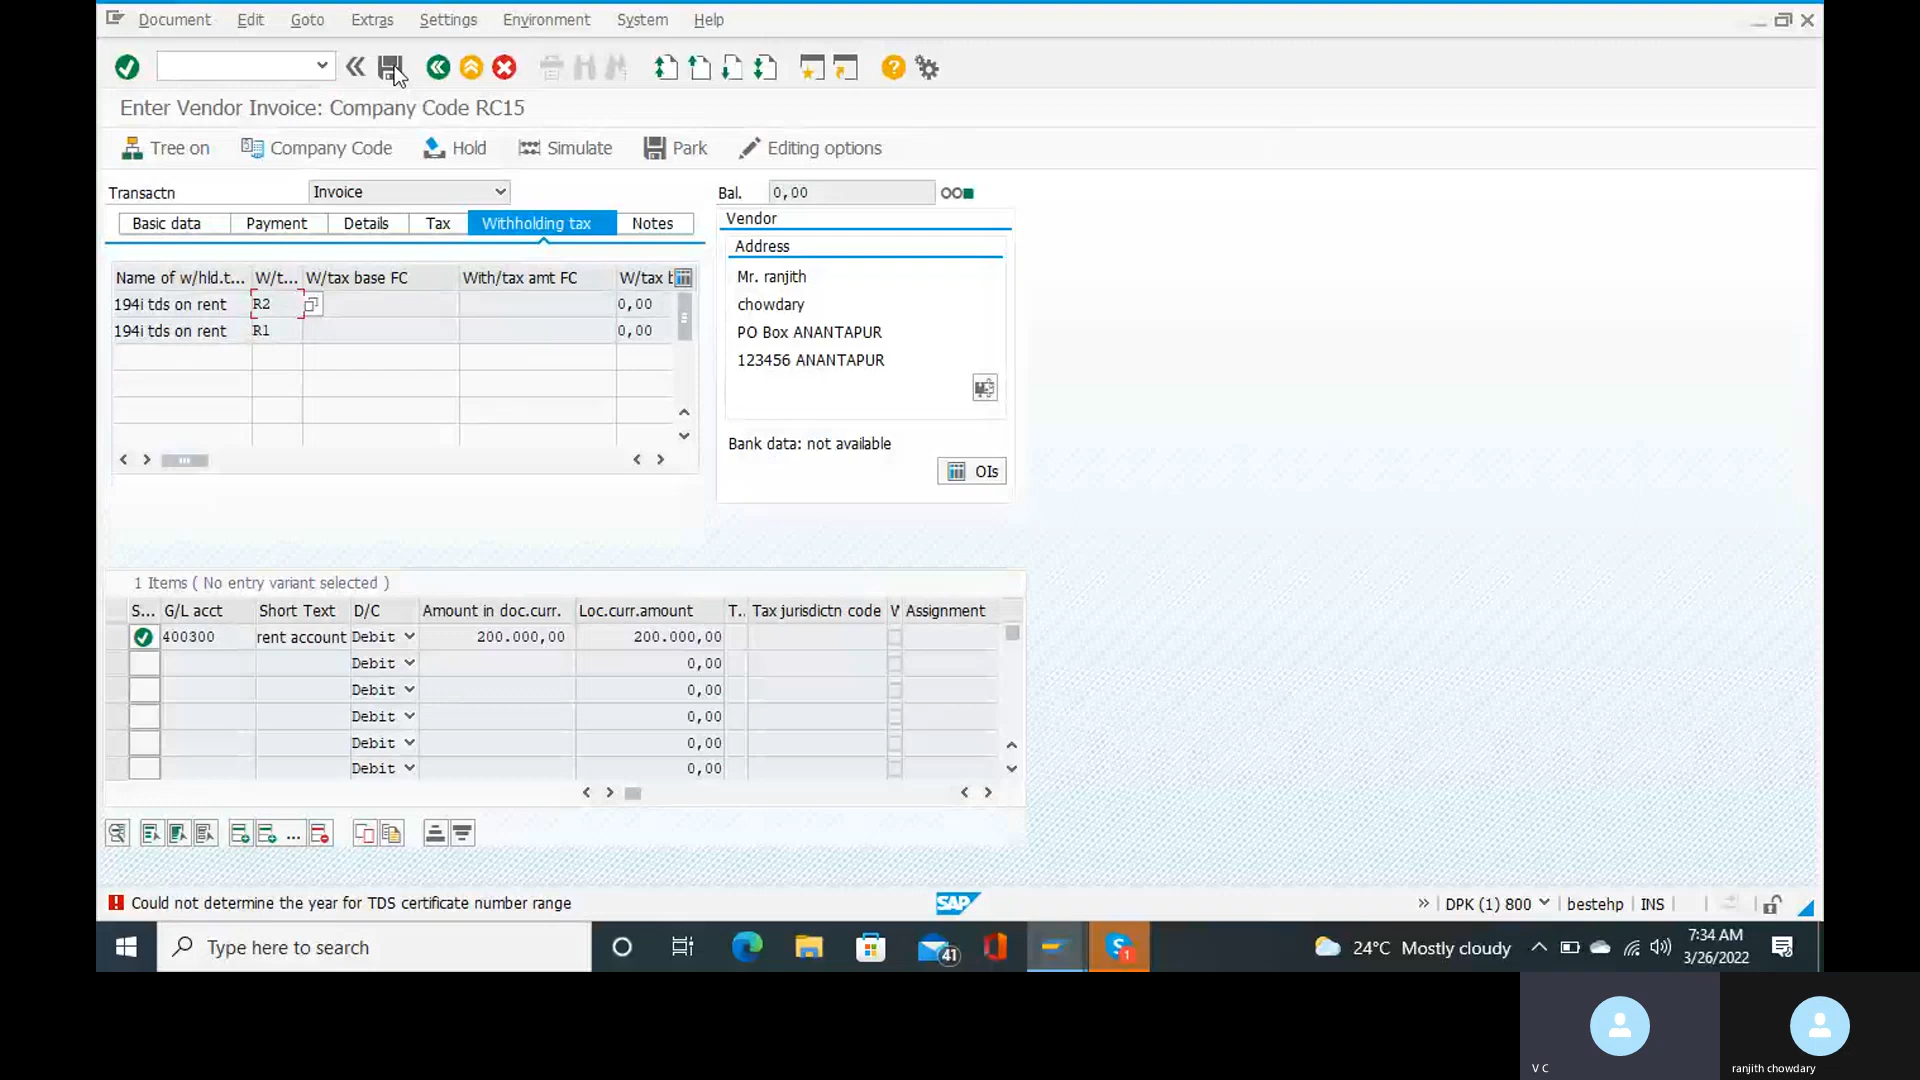 Document Edit Goto Extras Settings Environment System Help
Enter Vendor Invoice: Company Code RC15
Tree on Company Code Hold Simulate Park Editing options
Transactn Invoice Bal. 0,00
Basic data Payment Details Tax Withholding tax Notes
Vendor
Address
Mr. ranjith
chowdary
PO Box ANANTAPUR
123456 ANANTAPUR
Bank data: not available
OIs
Name of w/hld.t... W/t... W/tax base FC With/tax amt FC W/tax b
194i tds on rent R2 0,00
194i tds on rent R1 0,00
1 Items ( No entry variant selected )
S... G/L acct Short Text D/C Amount in doc.curr. Loc.curr.amount T.. Tax jurisdictn code V Assignment
400300 rent account Debit 200.000,00 200.000,00
Debit 0,00
Debit 0,00
Debit 0,00
Debit 0,00
Debit 0,00
...
Could not determine the year for TDS certificate number range SAP DPK (1) 800 bestehp INS
Type here to search 41 S 1 24°C Mostly cloudy 7:34 AM
3/26/2022
V C ranjith chowdary